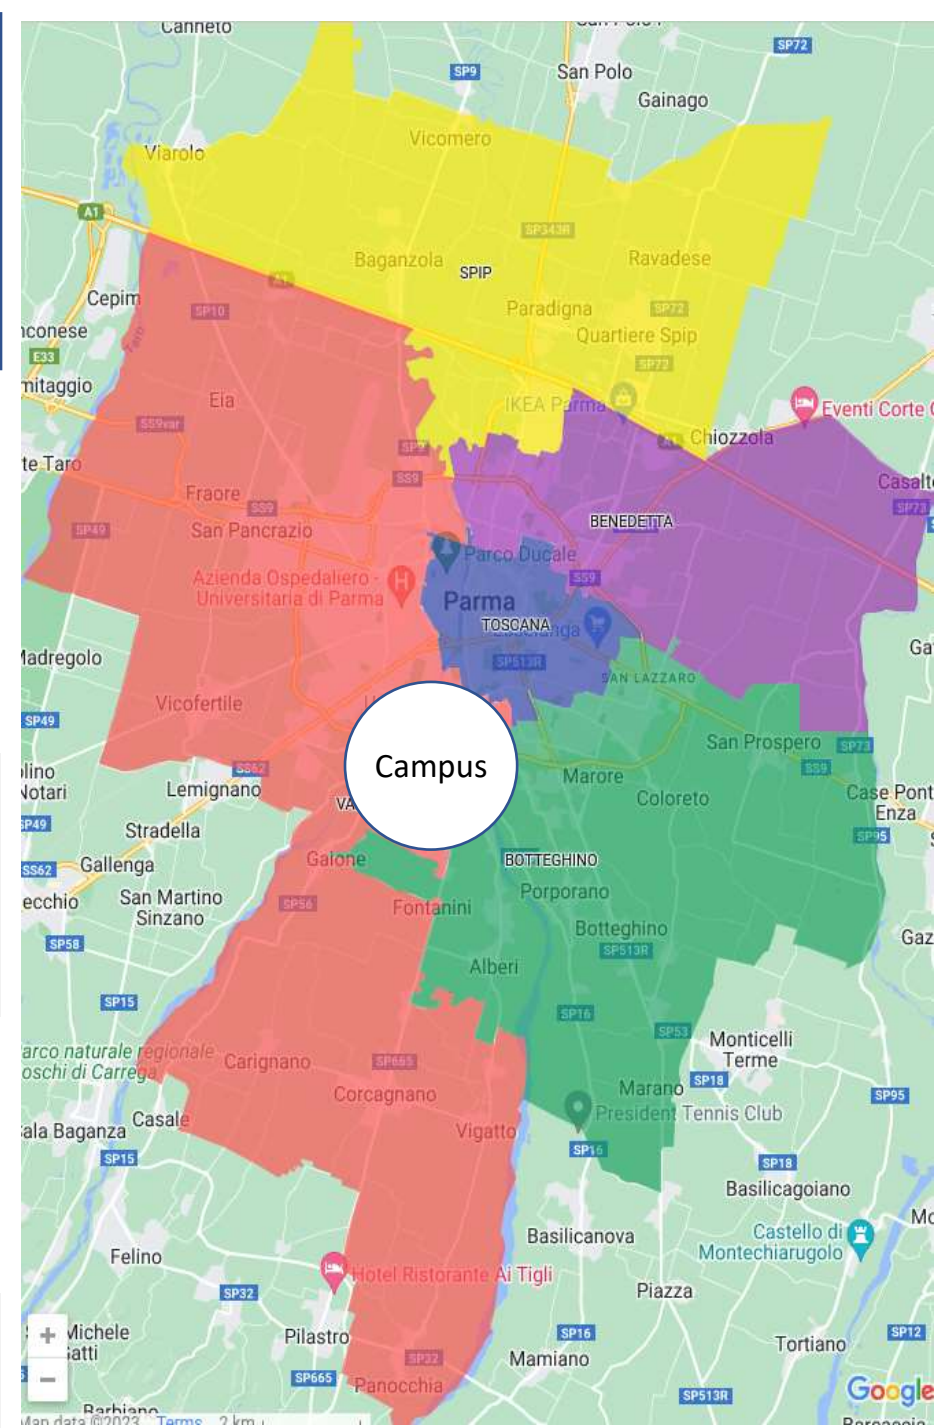 Canneto
SP72
SP9
San Polo
Gainago
Vicomero
Viarolo
A1
SP343R
Baganzola
SPIP
Ravadese
A1
Cepim
SP10
Paradigna
SP72
Taro
Quartiere Spip
E33
SP72
Eia
IKEA Parma
Eventi Corte
SS9var
SP9
A1
Chiozzola
SS9
Fraore
SS9
SP73
SP49
San Pancrazio
BENEDETTA
Parco Ducale
Azienda Ospedaliero -
Universitaria di Parma
SS9
Parma
TOSCANA
SP513R
SAN LAZZARO
Vicofertile
SP49
San Prospero
SP73
SS62
Campus
Marore
SS9
Lemignano
Coloreto
Case Pont
Enza
SP49
Stradella
SP95
SS62
Gallenga
Gaione
BOTTEGHINO
San Martino
Sinzano
SP56
Fontanini
Porporano
Botteghino
SP58
SP513R
Alberi
SP15
SP16
SP53
Monticelli
Terme
Carignano
SP665
SP18
Marano
Corcagnano
SP95
President Tennis Club
Casale
Vigatto
SP15
SP16
SP18
Basilicagoiano
Felino
Basilicanova
Castello di
Montechiarugolo
Hotel Ristorante Ai Tigli
SP32
Piazza
+
Pilastro
SP16
SP12
Tortiano
Mamiano
SP32
−
SP665
Panocchia
SP513R
Google
Map data ©2023
Terms
2 km